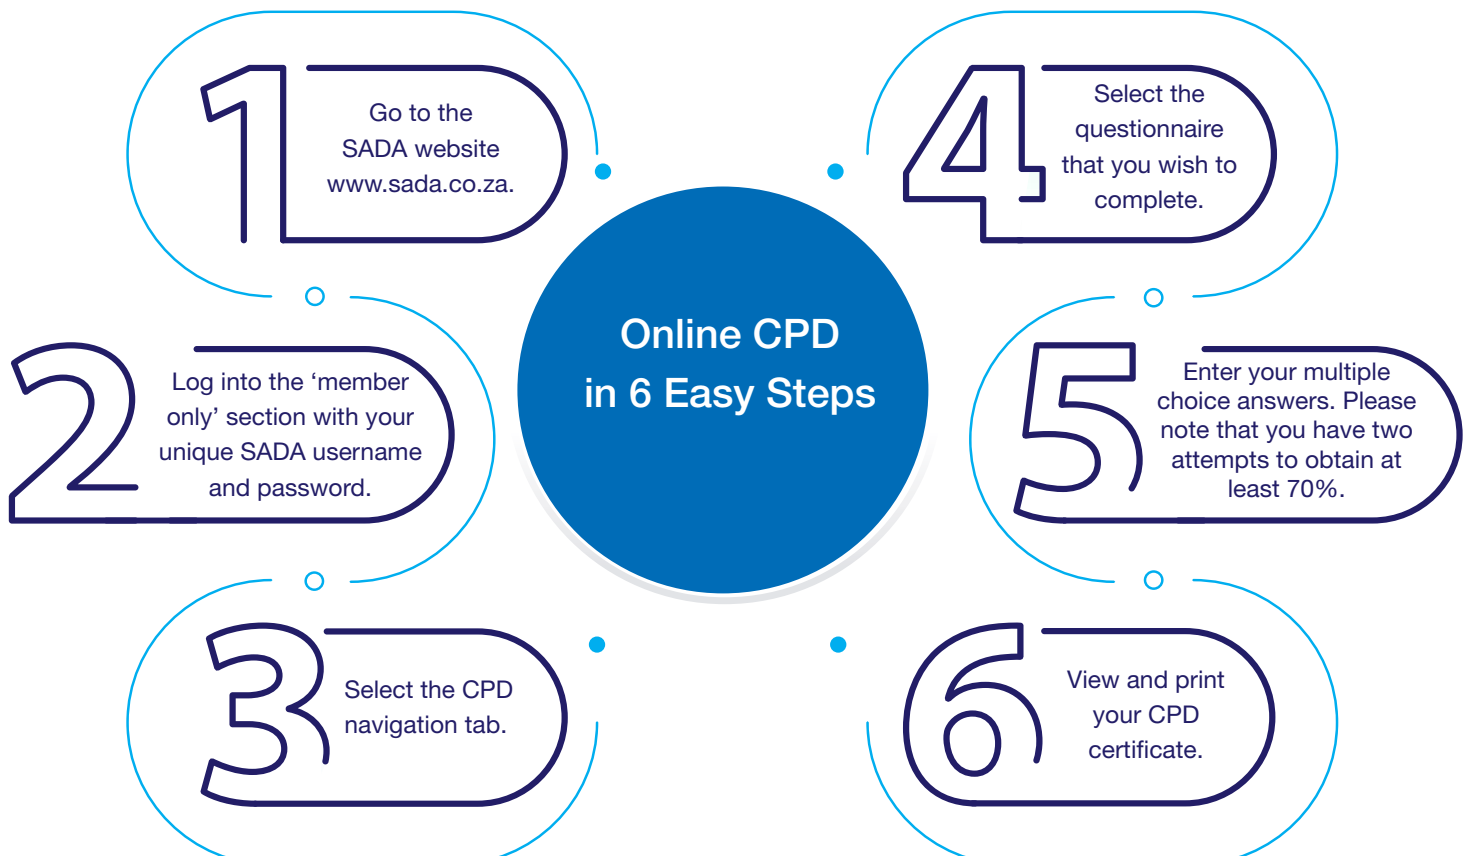 Online CPD
in 6 Easy Steps
1
Go to the
SADA website
www.sada.co.za.
2
Log into the ‘member
only’ section with your
unique SADA username
and password.
3
Select the CPD
navigation tab.
4
Select the
questionnaire
that you wish to
complete.
5
Enter your multiple
choice answers. Please
note that you have two
attempts to obtain at
least 70%.
6
View and print
your CPD
certificate.